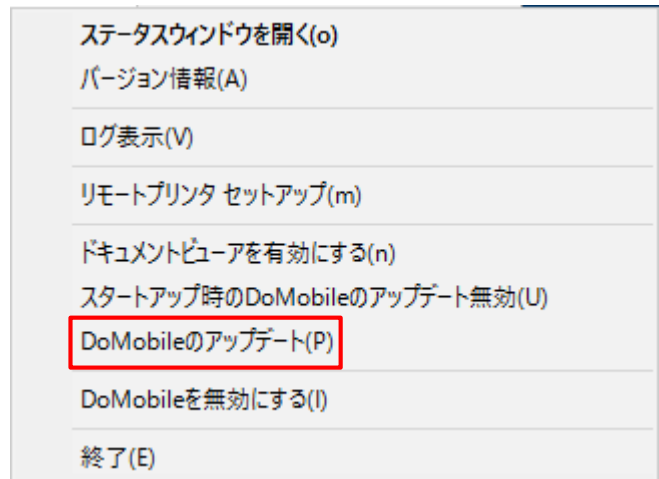 ステータスウィンドウを開く(o)
バージョン情報(A)
ログ表示(V)
リモートプリンタ セットアップ(m)
ドキュメントビューアを有効にする(n)
スタートアップ時のDoMobileのアップデート無効(U)
DoMobileのアップデート(P)
DoMobileを無効にする(I)
終了(E)